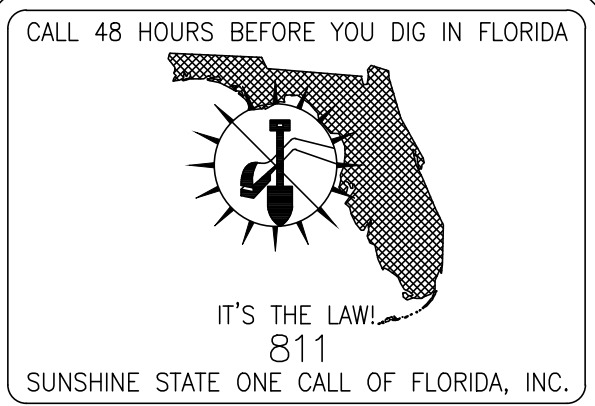 CALL 48 HOURS BEFORE YOU DIG IN FLORIDA
IT'S THE LAW!
811
SUNSHINE STATE ONE CALL OF FLORIDA, INC.